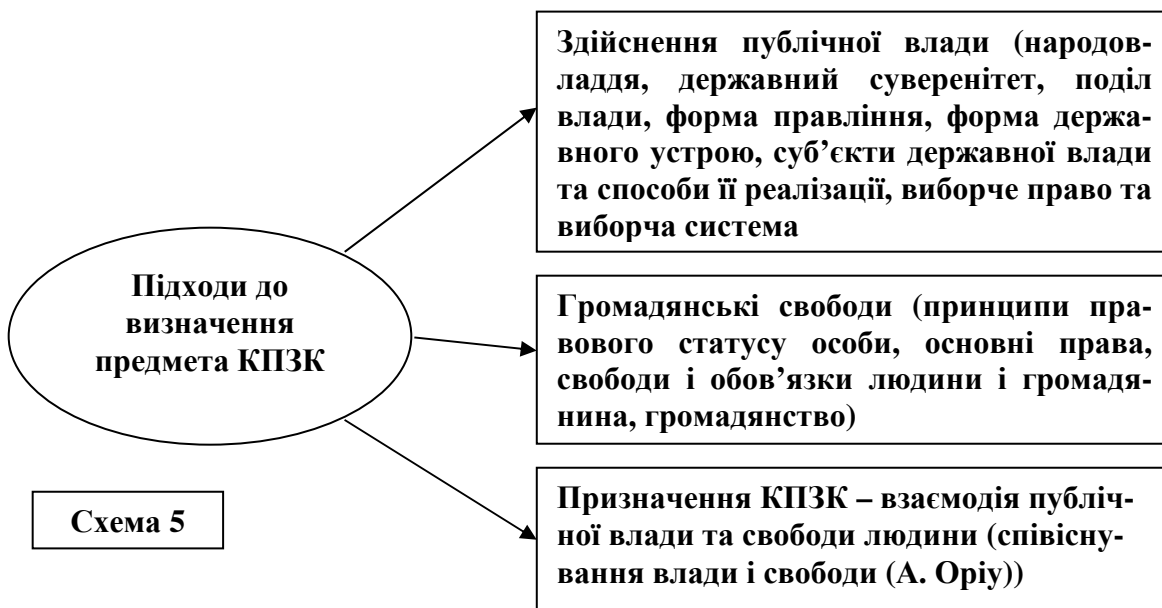 Здійснення публічної влади (народов-
ладдя, державний суверенітет, поділ
влади, форма правління, форма держа-
вного устрою, суб’єкти державної влади
та способи її реалізації, виборче право та
виборча система
Підходи до
визначення
предмета КПЗК
Громадянські свободи (принципи пра-
вового статусу особи, основні права,
свободи і обов’язки людини і громадя-
нина, громадянство)
Призначення КПЗК – взаємодія публіч-
ної влади та свободи людини (співісну-
вання влади і свободи (А. Оріу))
Схема 5